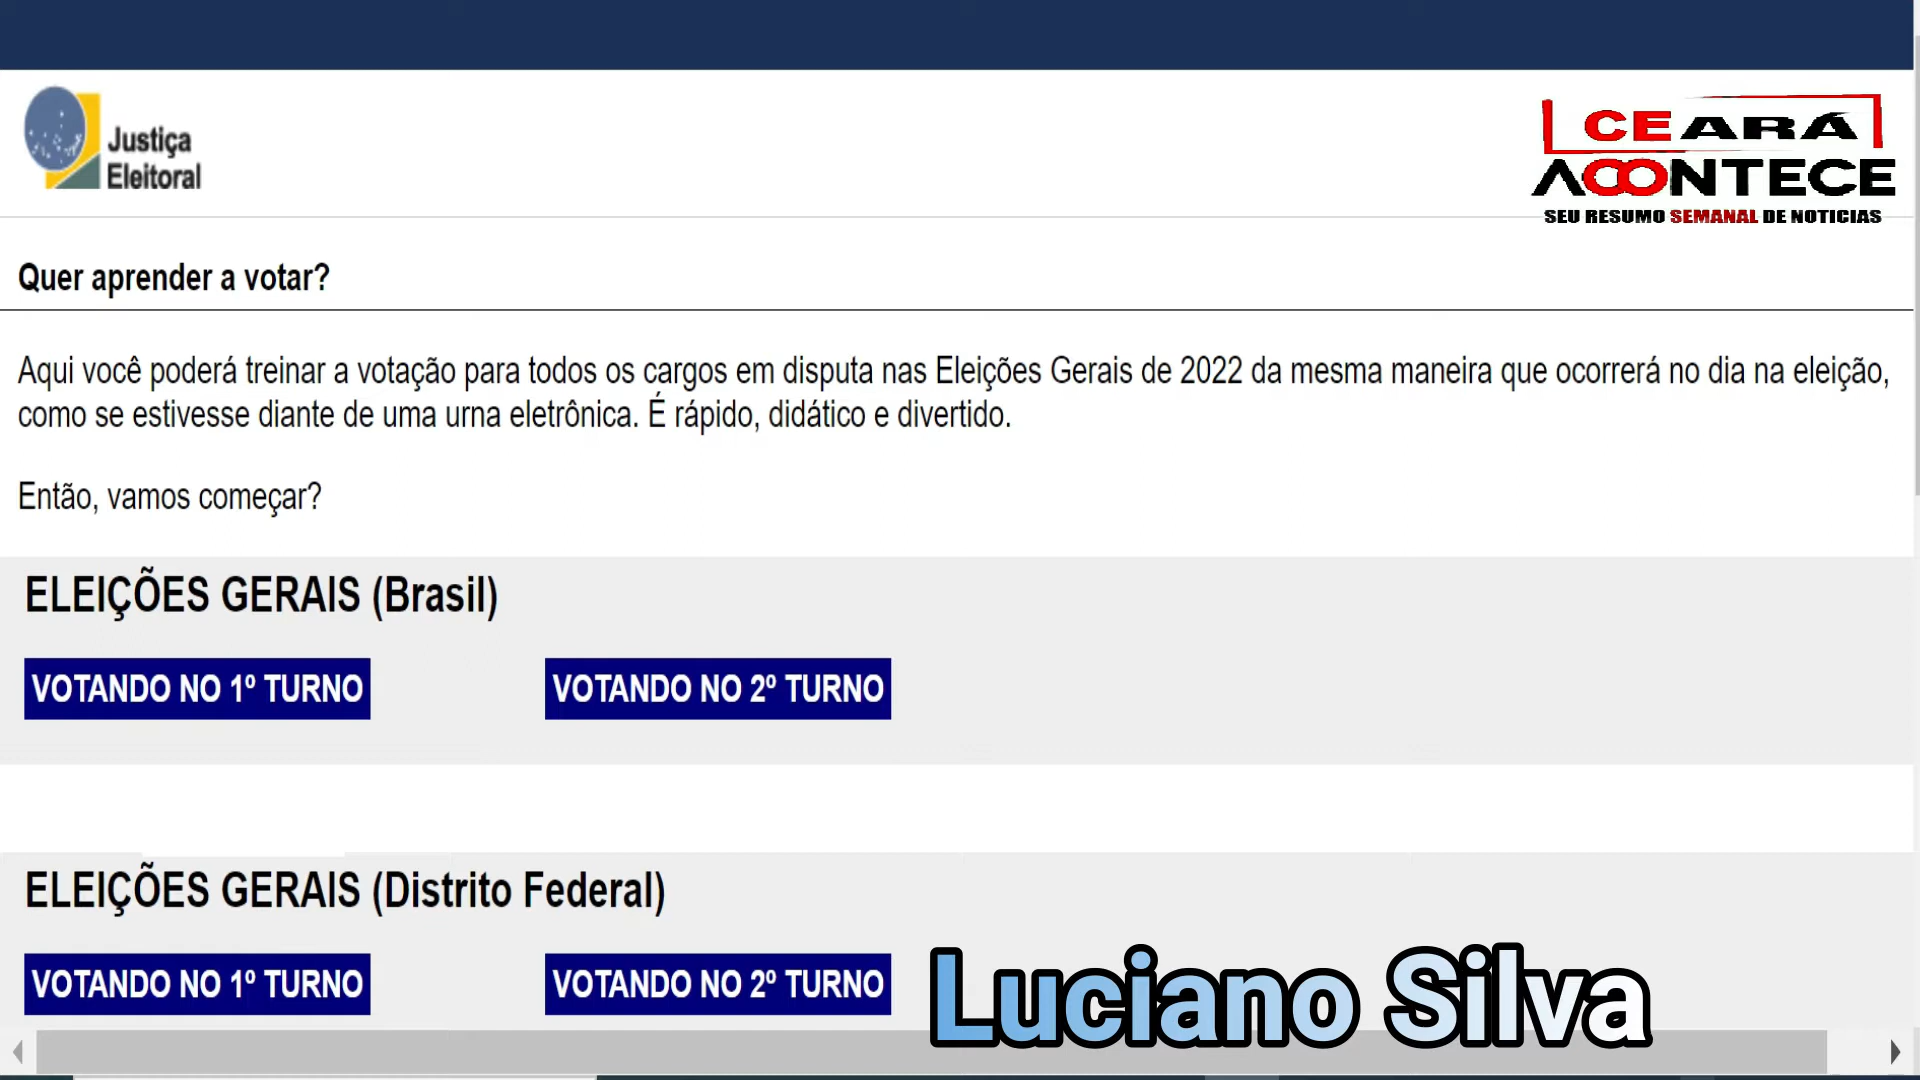 Justiça
Eleitoral
CEARÁ
ACONTECE
SEU RESUMO SEMANAL DE NOTICIAS
Quer aprender a votar?
Aqui você poderá treinar a votação para todos os cargos em disputa nas Eleições Gerais de 2022 da mesma maneira que ocorrerá no dia na eleição,
como se estivesse diante de uma urna eletrônica. É rápido, didático e divertido.
Então, vamos começar?
ELEIÇÕES GERAIS (Brasil)
VOTANDO NO 1º TURNO
VOTANDO NO 2º TURNO
ELEIÇÕES GERAIS (Distrito Federal)
VOTANDO NO 1º TURNO
VOTANDO NO 2º TURNO
Luciano Silva